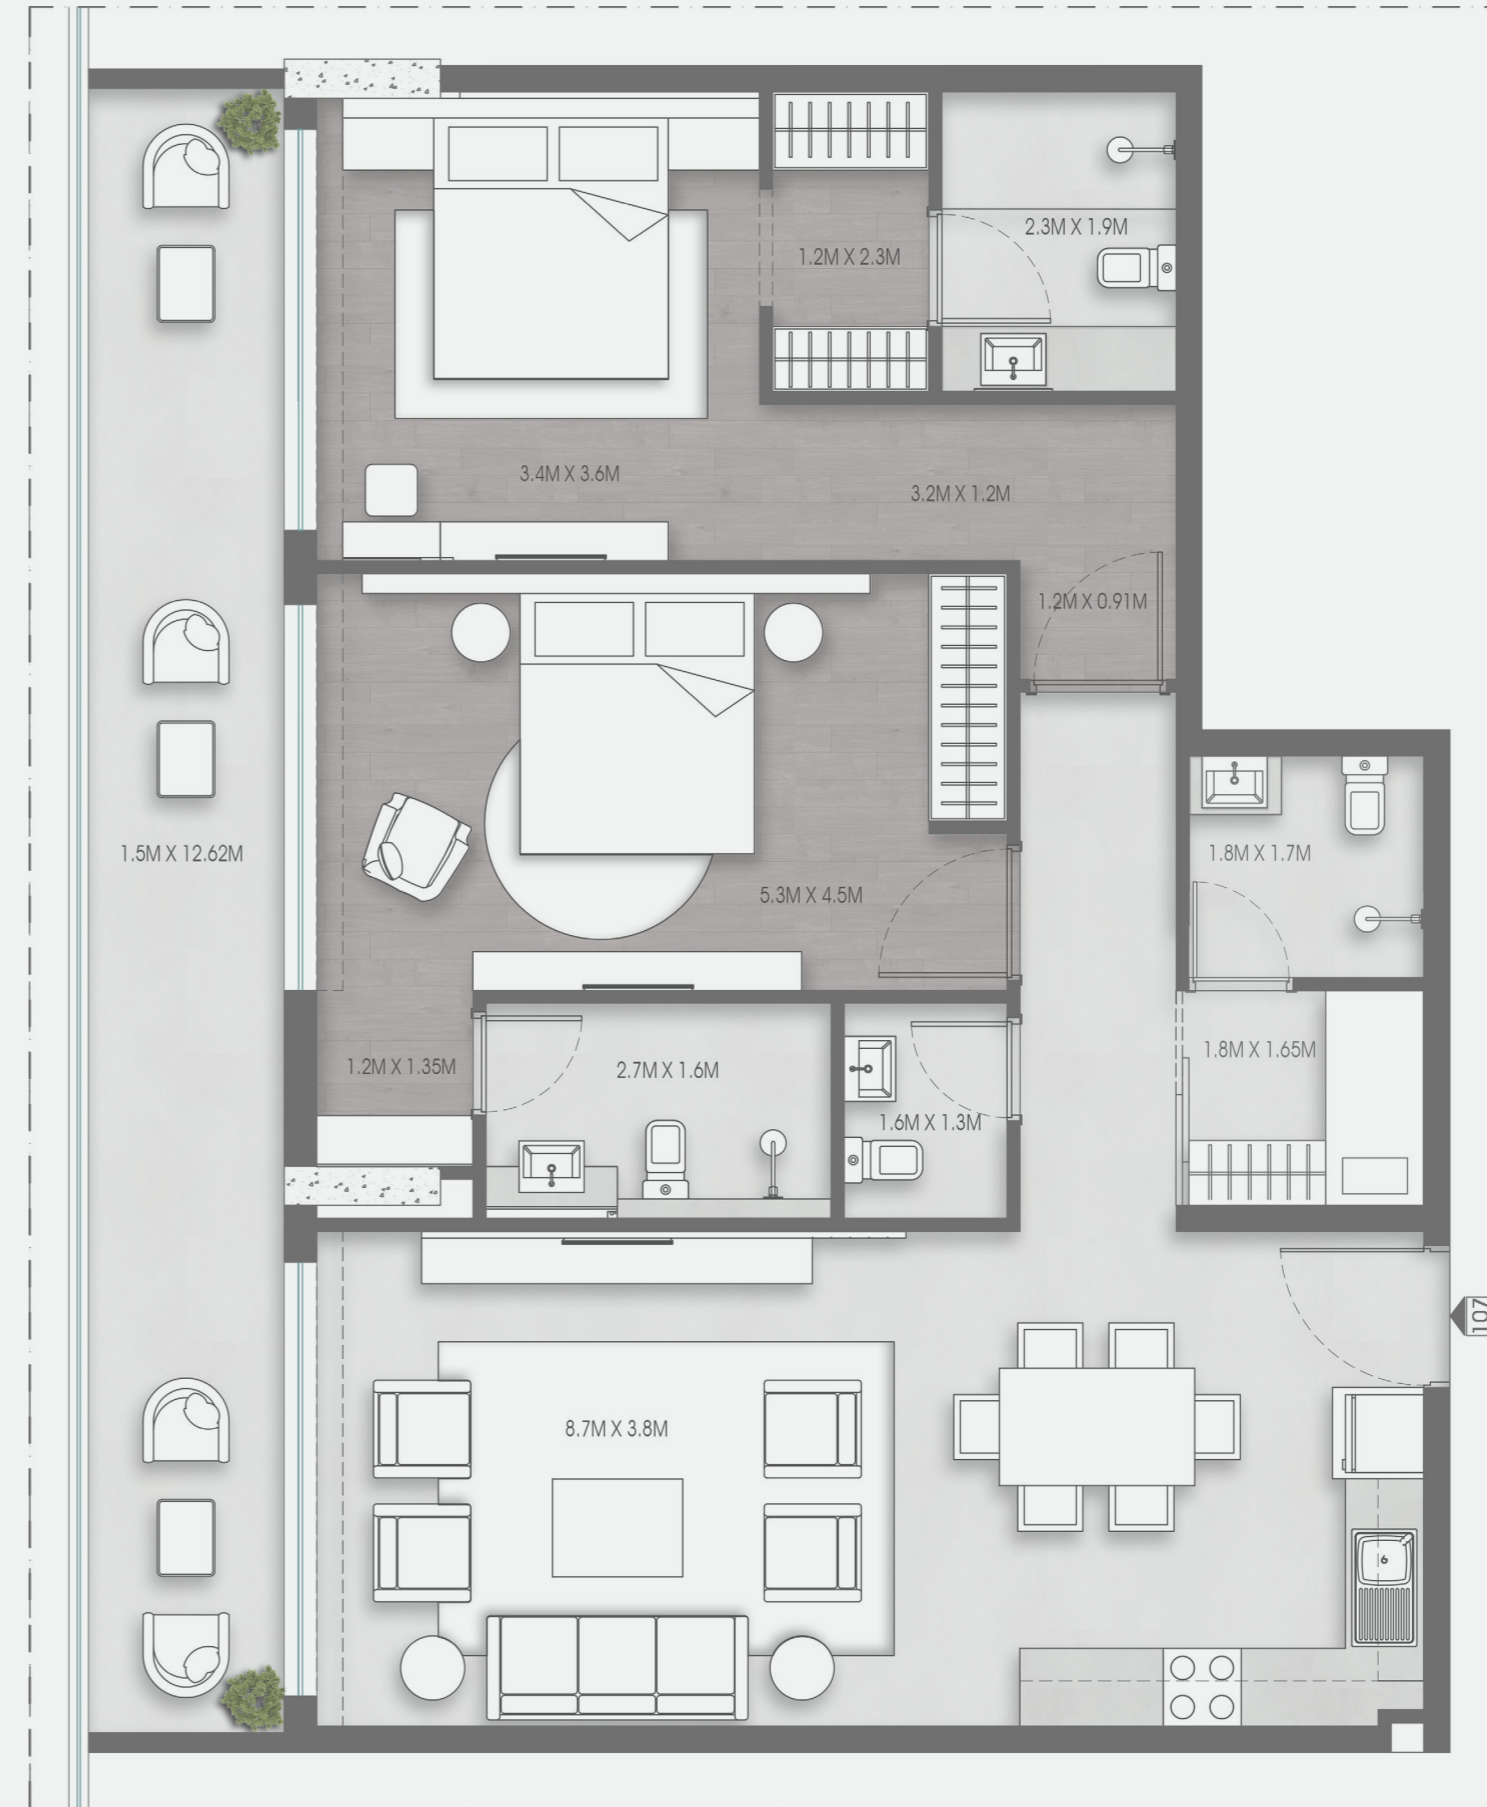 2.3M X 1.9M
1.2M X 2.3M
3.4M X 3.6M
3.2M X 1.2M
1.2M X 0.91M
1.5M X 12.62M
1.8M X 1.7M
5.3M X 4.5M
1.8M X 1.65M
1.2M X 1.35M
2.7M X 1.6M
1.6M X 1.3M
107
8.7M X 3.8M